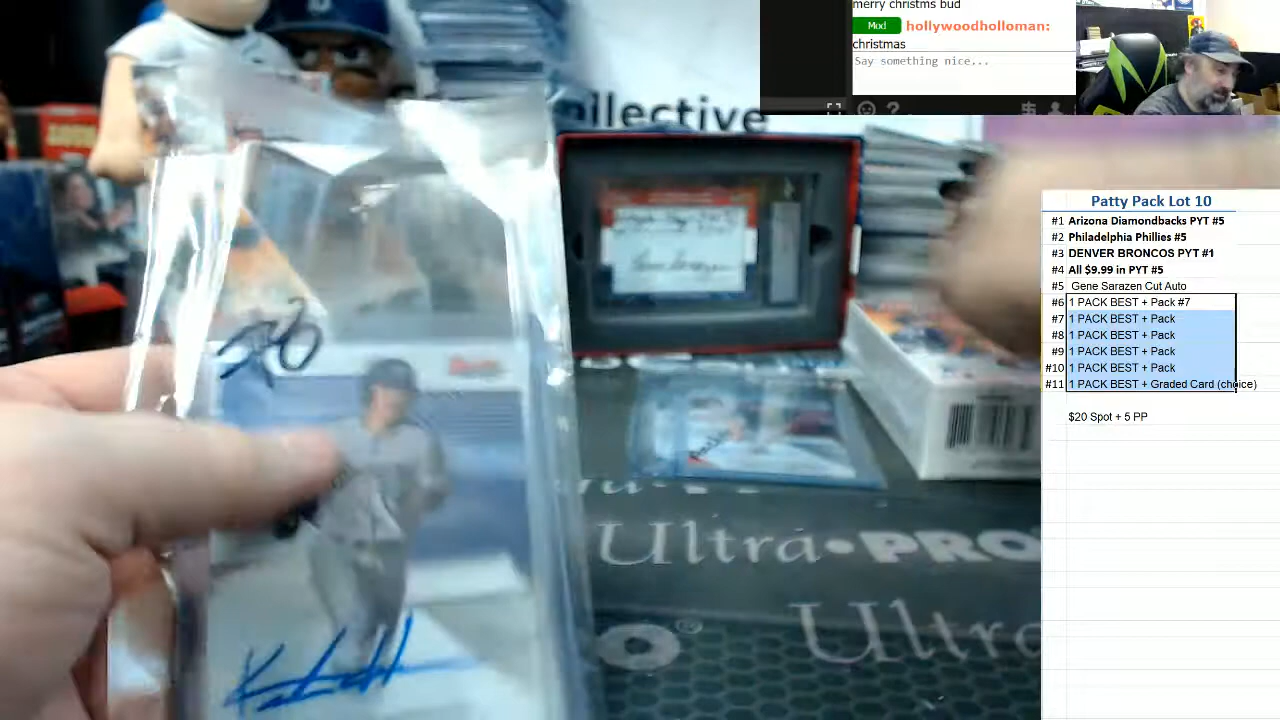 merry christms bud
Mod hollywoodholloman:
christmas
Say something nice...
llective
Patty Pack Lot 10
#1 Arizona Diamondbacks PYT #5
#2 Philadelphia Phillies #5
#3 DENVER BRONCOS PYT #1
#4 All $9.99 in PYT #5
#5 Gene Sarazen Cut Auto
#6 1 PACK BEST + Pack #7
#7 1 PACK BEST + Pack
#8 1 PACK BEST + Pack
#9 1 PACK BEST + Pack
#10 1 PACK BEST + Pack
#11 1 PACK BEST + Graded Card (choice)
$20 Spot + 5 PP
Ultra•PRO
Ultra